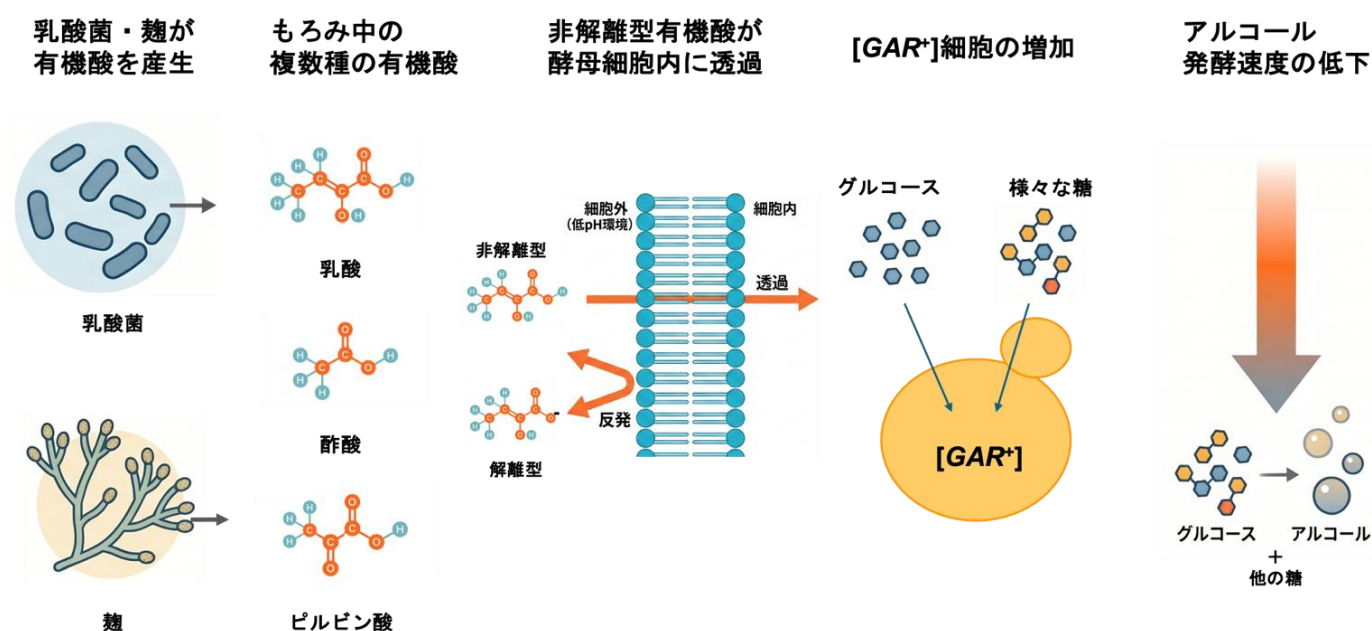 乳酸菌・麹が
有機酸を産生
もろみ中の
複数種の有機酸
非解離型有機酸が
酵母細胞内に透過
[GAR+]細胞の増加
アルコール
発酵速度の低下
乳酸菌
麹
乳酸
酢酸
ピルビン酸
細胞外
(低pH環境)
細胞内
非解離型
透過
反発
解離型
グルコース
様々な糖
[GAR+]
グルコース
+
他の糖
アルコール